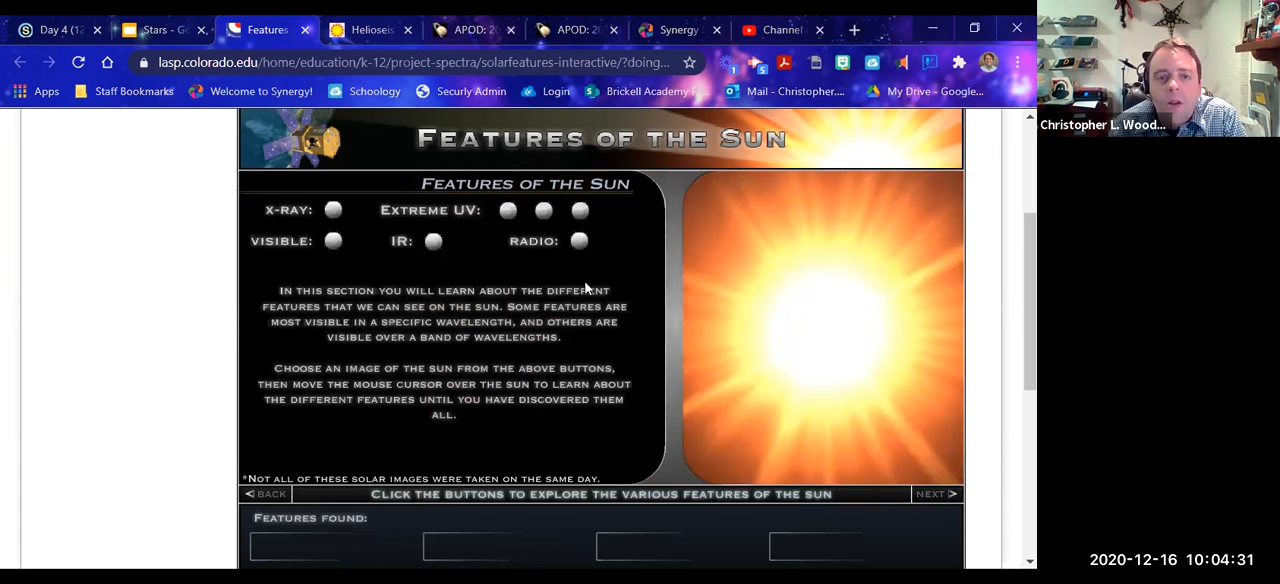 Day 4 (12
Stars - Go
Features
Helioseis
APOD: 20
APOD: 20
Synergy
Channel
lasp.colorado.edu/home/education/k-12/project-spectra/solarfeatures-interactive/?doing...
1
5
Apps
Staff Bookmarks
Welcome to Synergy!
Schoology
Securly Admin
Login
Brickell Academy F...
Mail - Christopher....
My Drive - Google...
Christopher L. Wood...
Features of the Sun
Features of the Sun
X-Ray:
Extreme UV:
Visible:
IR:
Radio:
In this section you will learn about the different
features that we can see on the sun. Some features are
most visible in a specific wavelength, and others are
visible over a band of wavelengths.
Choose an image of the sun from the above buttons,
then move the mouse cursor over the sun to learn about
the different features until you have discovered them
all.
*Not all of these solar images were taken on the same day.
Back
Click the buttons to explore the various features of the sun
Next
Features found:
2020-12-16 10:04:31